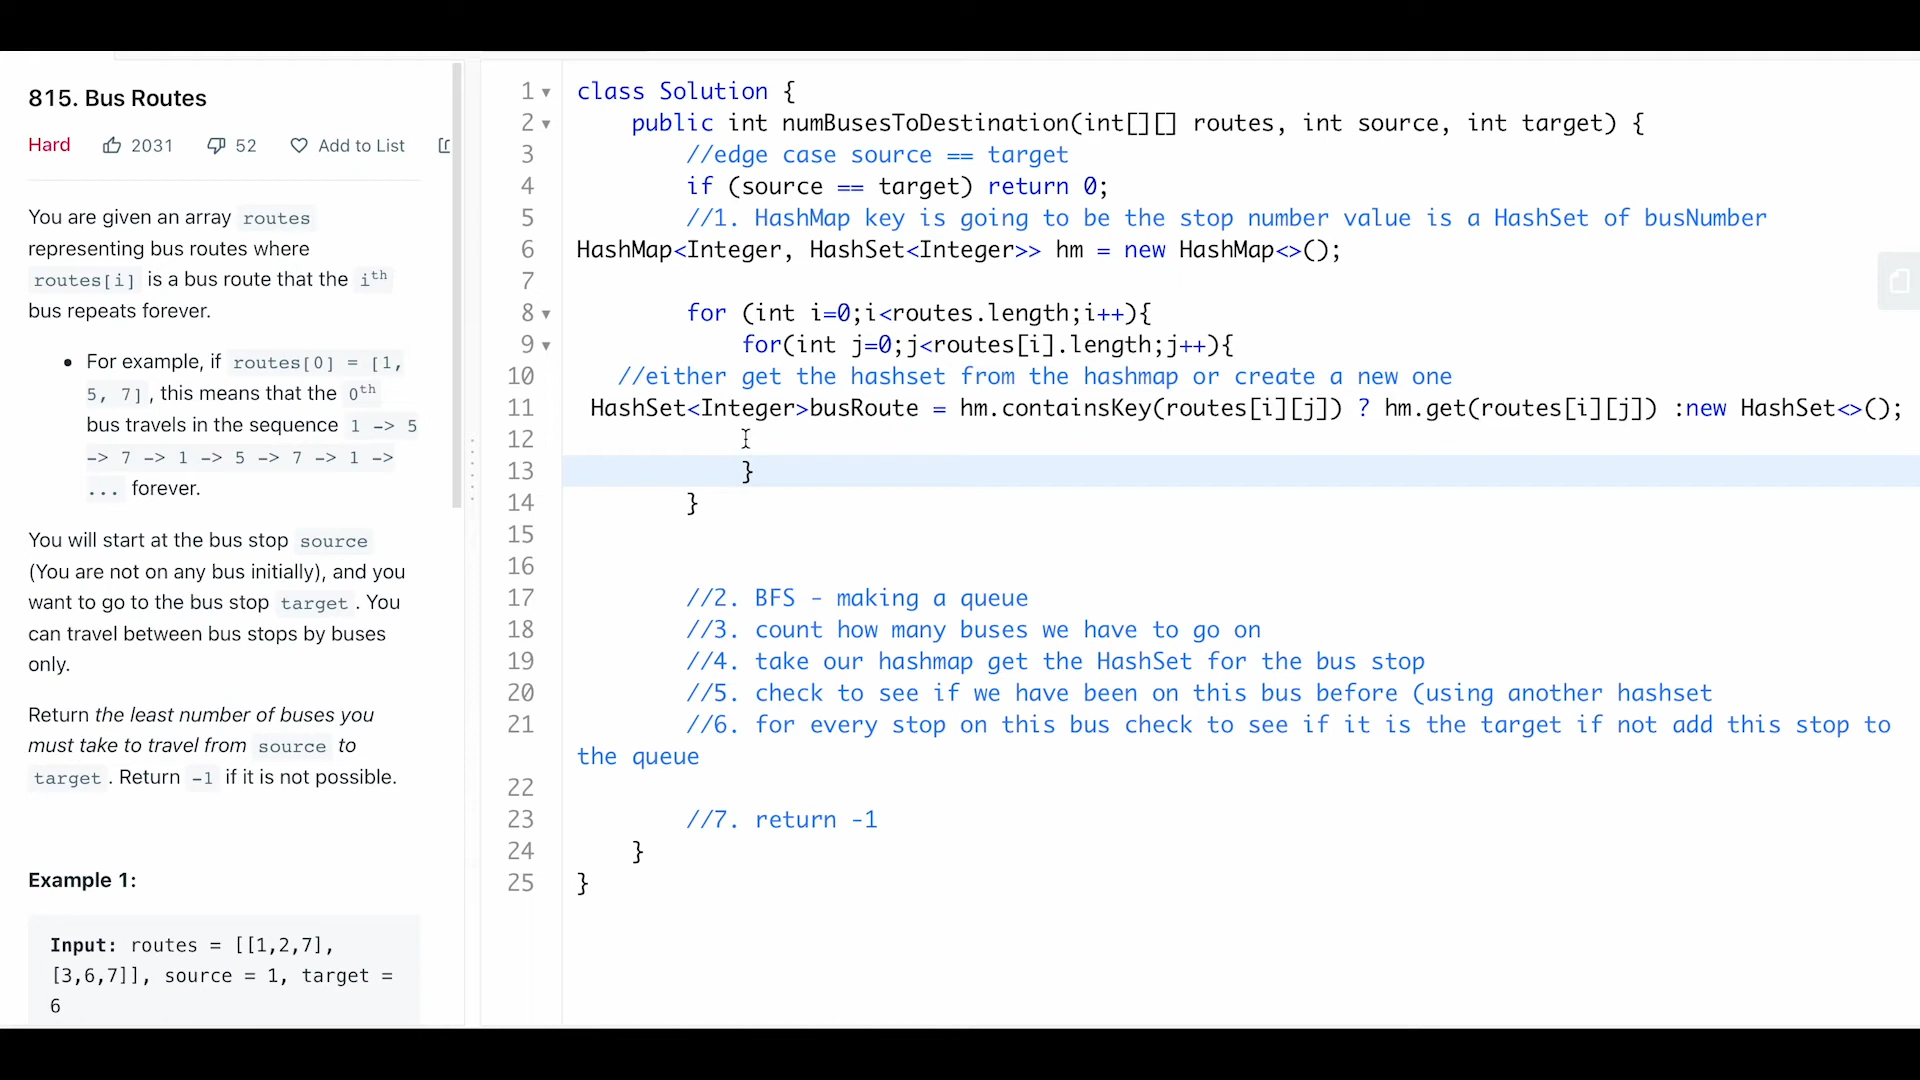 815. Bus Routes
Hard 2031 52 Add to List
You are given an array routes
representing bus routes where
routes[i] is a bus route that the ith
bus repeats forever.
• For example, if routes[0] = [1,
5, 7], this means that the 0th
bus travels in the sequence 1 -> 5
-> 7 -> 1 -> 5 -> 7 -> 1 ->
... forever.
You will start at the bus stop source
(You are not on any bus initially), and you
want to go to the bus stop target. You
can travel between bus stops by buses
only.
Return the least number of buses you
must take to travel from source to
target. Return -1 if it is not possible.
Example 1:
Input: routes = [[1,2,7],
[3,6,7]], source = 1, target =
6
1 class Solution {
2 public int numBusesToDestination(int[][] routes, int source, int target) {
3 //edge case source == target
4 if (source == target) return 0;
5 //1. HashMap key is going to be the stop number value is a HashSet of busNumber
6 HashMap<Integer, HashSet<Integer>> hm = new HashMap<>();
7
8 for (int i=0;i<routes.length;i++){
9 for(int j=0;j<routes[i].length;j++){
10 //either get the hashset from the hashmap or create a new one
11 HashSet<Integer>busRoute = hm.containsKey(routes[i][j]) ? hm.get(routes[i][j]) :new HashSet<>();
12
13 }
14 }
15
16
17 //2. BFS - making a queue
18 //3. count how many buses we have to go on
19 //4. take our hashmap get the HashSet for the bus stop
20 //5. check to see if we have been on this bus before (using another hashset
21 //6. for every stop on this bus check to see if it is the target if not add this stop to
the queue
22
23 //7. return -1
24 }
25 }